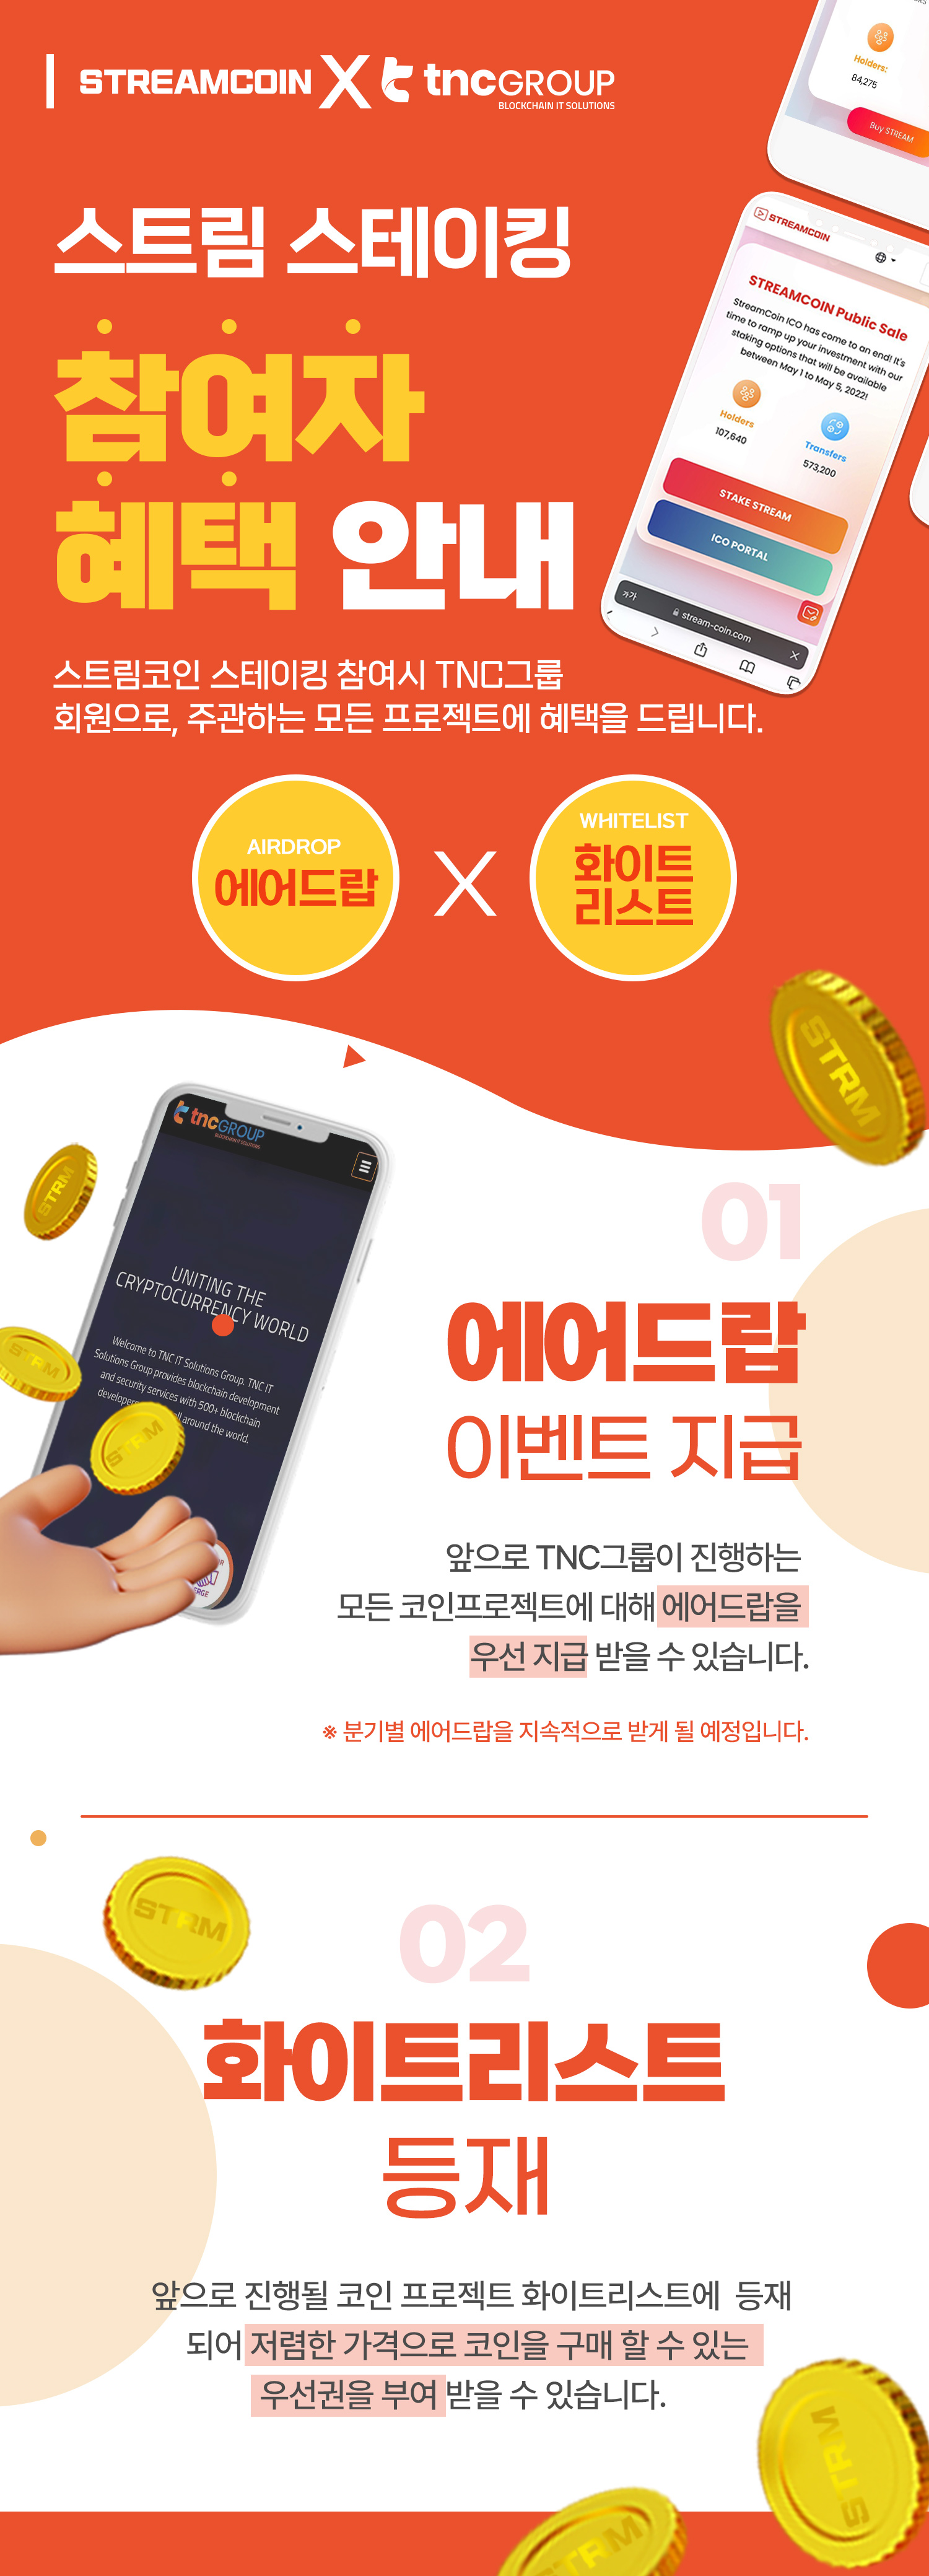 STREAMCOIN X tncGROUP
BLOCKCHAIN IT SOLUTIONS
Holders:
84,275
Buy STREAM
스트림 스테이킹
참여자
혜택 안내
STREAMCOIN
STREAMCOIN Public Sale
StreamCoin ICO has come to an end! It's
time to ramp up your investment with our
staking options that will be available
between May 1 to May 5, 2022!
Holders
107,640
Transfers
573,200
STAKE STREAM
ICO PORTAL
가가
stream-coin.com
스트림코인 스테이킹 참여시 TNC그룹
회원으로, 주관하는 모든 프로젝트에 혜택을 드립니다.
AIRDROP
에어드랍
X
WHITELIST
화이트
리스트
STRM
tncGROUP
BLOCKCHAIN IT SOLUTIONS
STRM
UNITING THE
CRYPTOCURRENCY WORLD
Welcome to TNC IT Solutions Group. TNC IT
Solutions Group provides blockchain development
and security services with 500+ blockchain
all around the world.
STRM
STRM
01
에어드랍
이벤트 지급
앞으로 TNC그룹이 진행하는
모든 코인프로젝트에 대해 에어드랍을
우선 지급 받을 수 있습니다.
※ 분기별 에어드랍을 지속적으로 받게 될 예정입니다.
STRM
02
화이트리스트
등재
앞으로 진행될 코인 프로젝트 화이트리스트에 등재
되어 저렴한 가격으로 코인을 구매 할 수 있는
우선권을 부여 받을 수 있습니다.
STRM
STRM